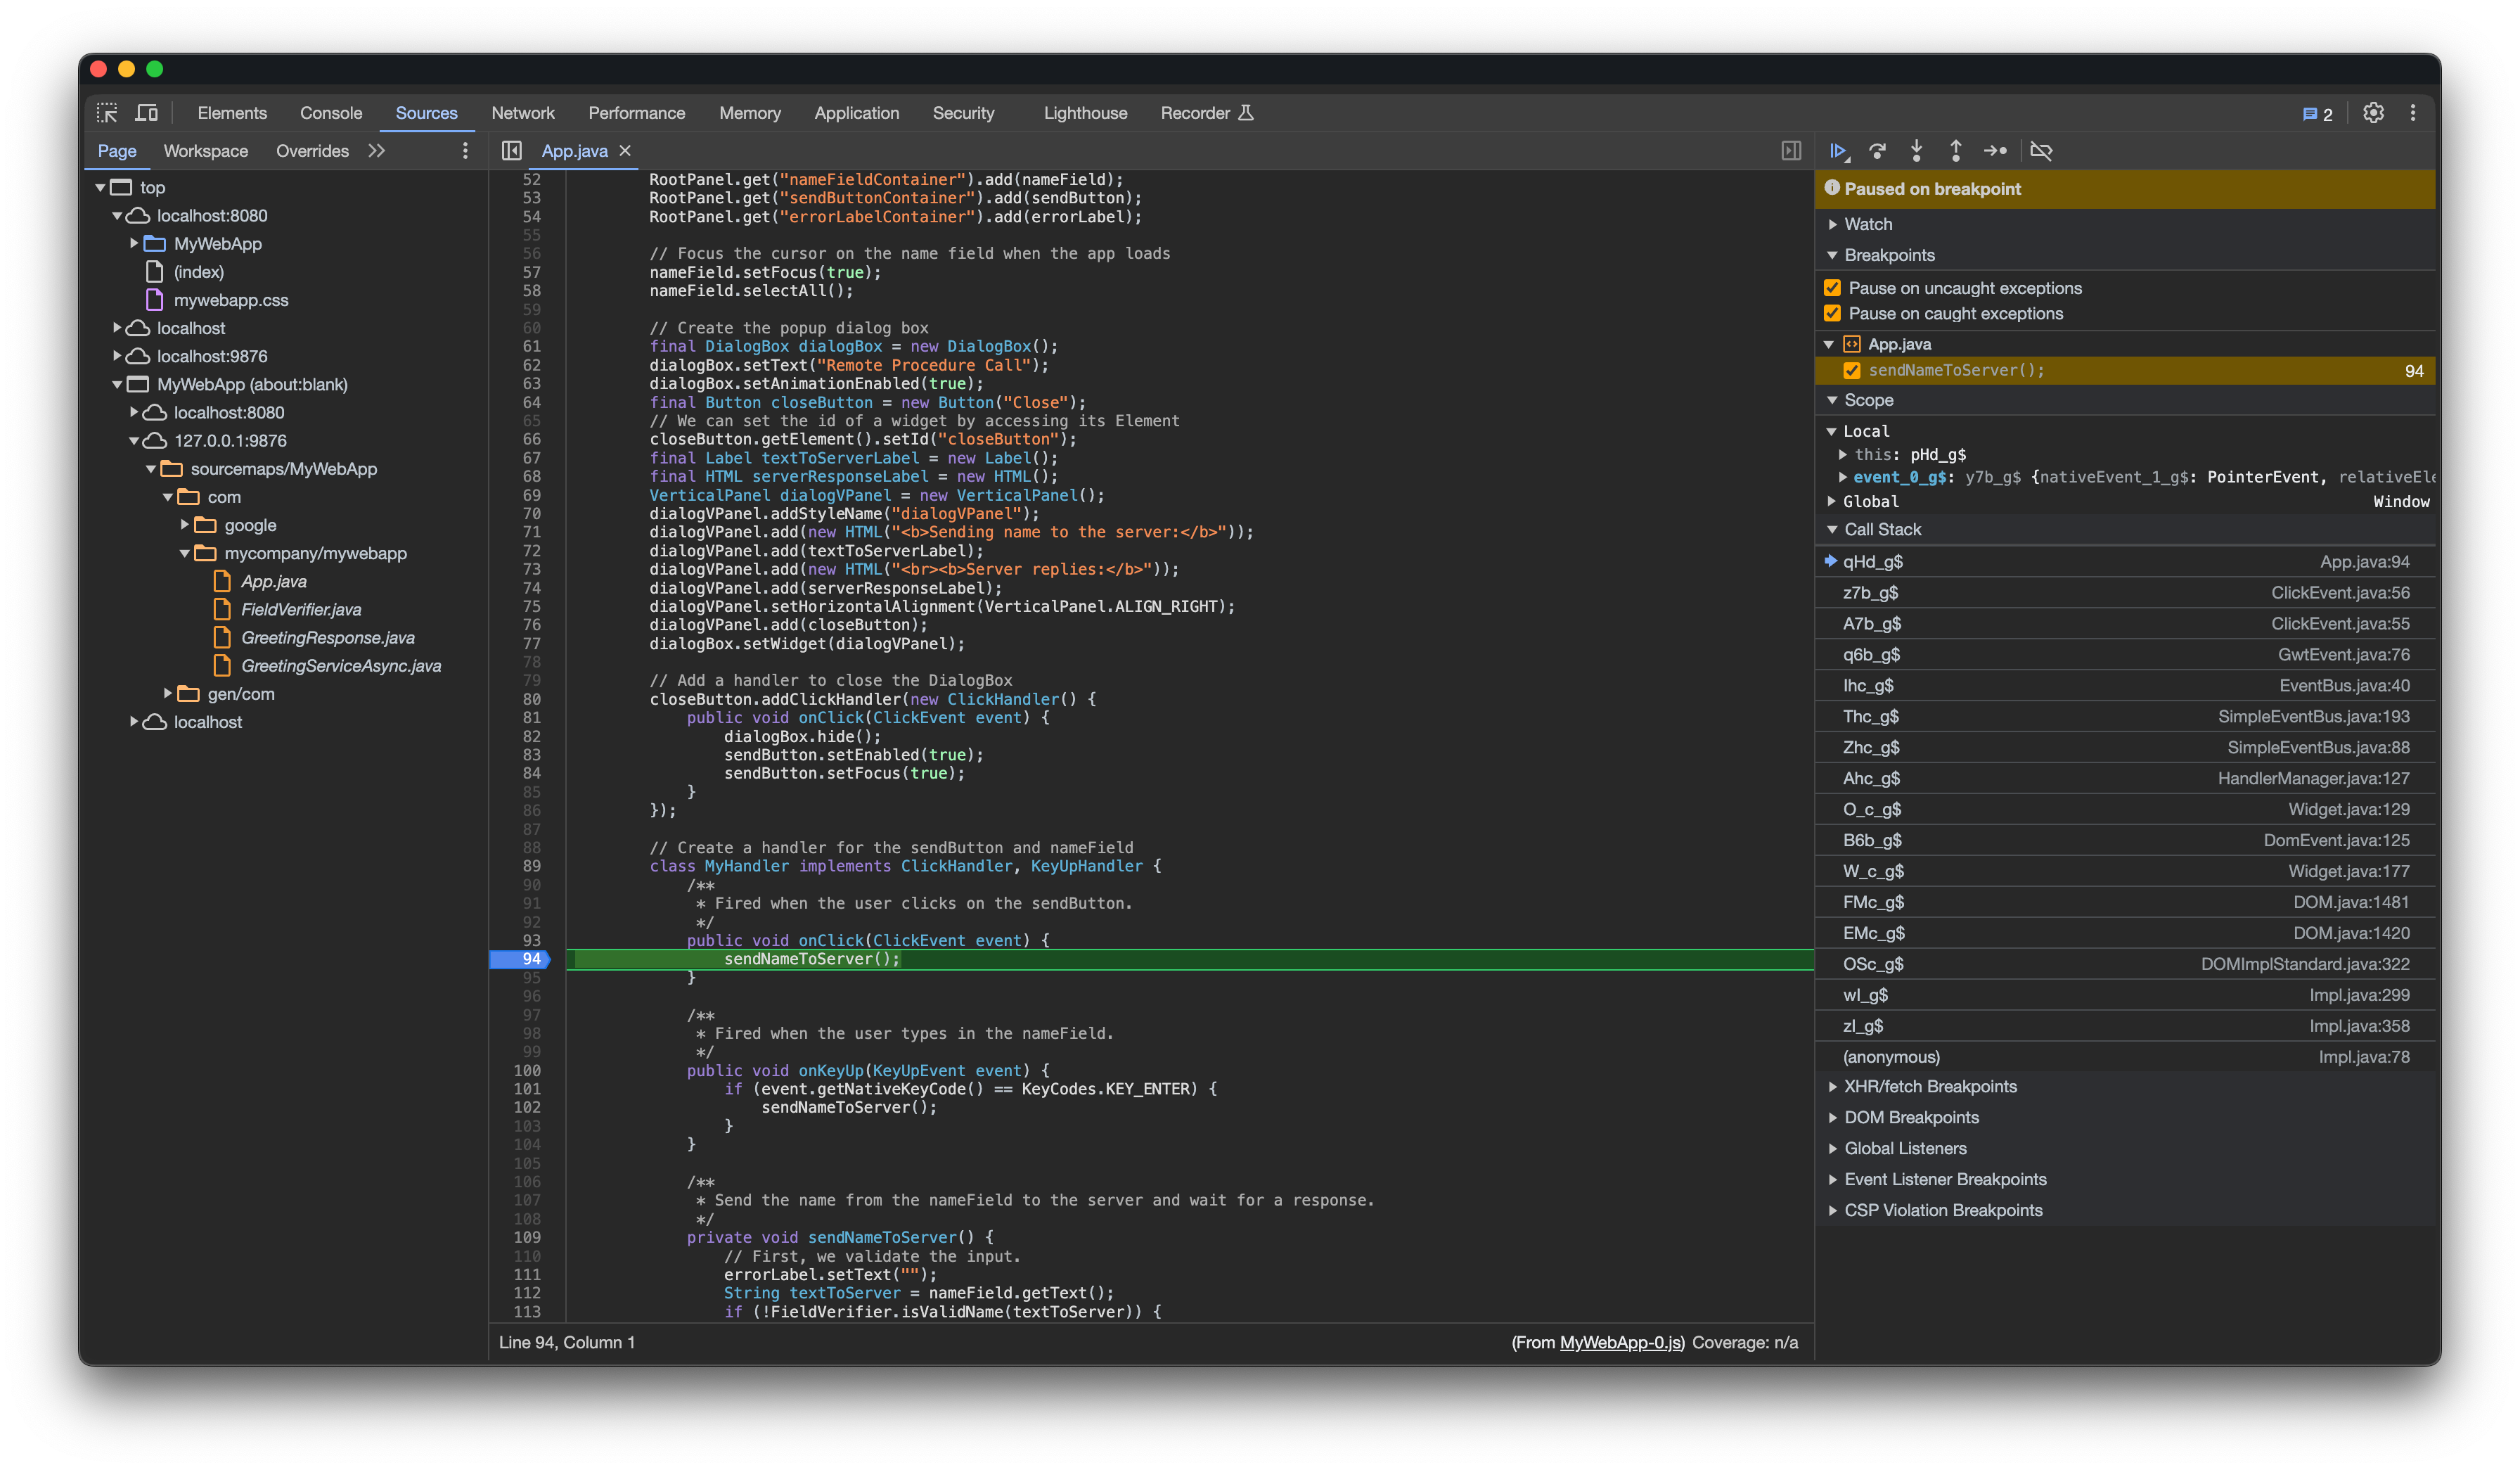 Elements Console Sources Network Performance Memory Application Security Lighthouse Recorder 2
Page Workspace Overrides
top
localhost:8080
MyWebApp
(index)
mywebapp.css
localhost
localhost:9876
MyWebApp (about:blank)
localhost:8080
127.0.0.1:9876
sourcemaps/MyWebApp
com
google
mycompany/mywebapp
App.java
FieldVerifier.java
GreetingResponse.java
GreetingServiceAsync.java
gen/com
localhost
App.java
52 RootPanel.get("nameFieldContainer").add(nameField);
53 RootPanel.get("sendButtonContainer").add(sendButton);
54 RootPanel.get("errorLabelContainer").add(errorLabel);
55
56 // Focus the cursor on the name field when the app loads
57 nameField.setFocus(true);
58 nameField.selectAll();
59
60 // Create the popup dialog box
61 final DialogBox dialogBox = new DialogBox();
62 dialogBox.setText("Remote Procedure Call");
63 dialogBox.setAnimationEnabled(true);
64 final Button closeButton = new Button("Close");
65 // We can set the id of a widget by accessing its Element
66 closeButton.getElement().setId("closeButton");
67 final Label textToServerLabel = new Label();
68 final HTML serverResponseLabel = new HTML();
69 VerticalPanel dialogVPanel = new VerticalPanel();
70 dialogVPanel.addStyleName("dialogVPanel");
71 dialogVPanel.add(new HTML("<b>Sending name to the server:</b>"));
72 dialogVPanel.add(textToServerLabel);
73 dialogVPanel.add(new HTML("<br><b>Server replies:</b>"));
74 dialogVPanel.add(serverResponseLabel);
75 dialogVPanel.setHorizontalAlignment(VerticalPanel.ALIGN_RIGHT);
76 dialogVPanel.add(closeButton);
77 dialogBox.setWidget(dialogVPanel);
78
79 // Add a handler to close the DialogBox
80 closeButton.addClickHandler(new ClickHandler() {
81 public void onClick(ClickEvent event) {
82 dialogBox.hide();
83 sendButton.setEnabled(true);
84 sendButton.setFocus(true);
85 }
86 });
87
88 // Create a handler for the sendButton and nameField
89 class MyHandler implements ClickHandler, KeyUpHandler {
90 /**
91 * Fired when the user clicks on the sendButton.
92 */
93 public void onClick(ClickEvent event) {
94 sendNameToServer();
95 }
96
97 /**
98 * Fired when the user types in the nameField.
99 */
100 public void onKeyUp(KeyUpEvent event) {
101 if (event.getNativeKeyCode() == KeyCodes.KEY_ENTER) {
102 sendNameToServer();
103 }
104 }
105
106 /**
107 * Send the name from the nameField to the server and wait for a response.
108 */
109 private void sendNameToServer() {
110 // First, we validate the input.
111 errorLabel.setText("");
112 String textToServer = nameField.getText();
113 if (!FieldVerifier.isValidName(textToServer)) {
Line 94, Column 1 (From MyWebApp-0.js) Coverage: n/a
Paused on breakpoint
Watch
Breakpoints
Pause on uncaught exceptions
Pause on caught exceptions
App.java
sendNameToServer(); 94
Scope
Local
this: pHd_g$
event_0_g$: y7b_g$ {nativeEvent_1_g$: PointerEvent, relativeEle
Global Window
Call Stack
qHd_g$ App.java:94
z7b_g$ ClickEvent.java:56
A7b_g$ ClickEvent.java:55
q6b_g$ GwtEvent.java:76
lhc_g$ EventBus.java:40
Thc_g$ SimpleEventBus.java:193
Zhc_g$ SimpleEventBus.java:88
Ahc_g$ HandlerManager.java:127
O_c_g$ Widget.java:129
B6b_g$ DomEvent.java:125
W_c_g$ Widget.java:177
FMc_g$ DOM.java:1481
EMc_g$ DOM.java:1420
OSc_g$ DOMImplStandard.java:322
wl_g$ Impl.java:299
zl_g$ Impl.java:358
(anonymous) Impl.java:78
XHR/fetch Breakpoints
DOM Breakpoints
Global Listeners
Event Listener Breakpoints
CSP Violation Breakpoints